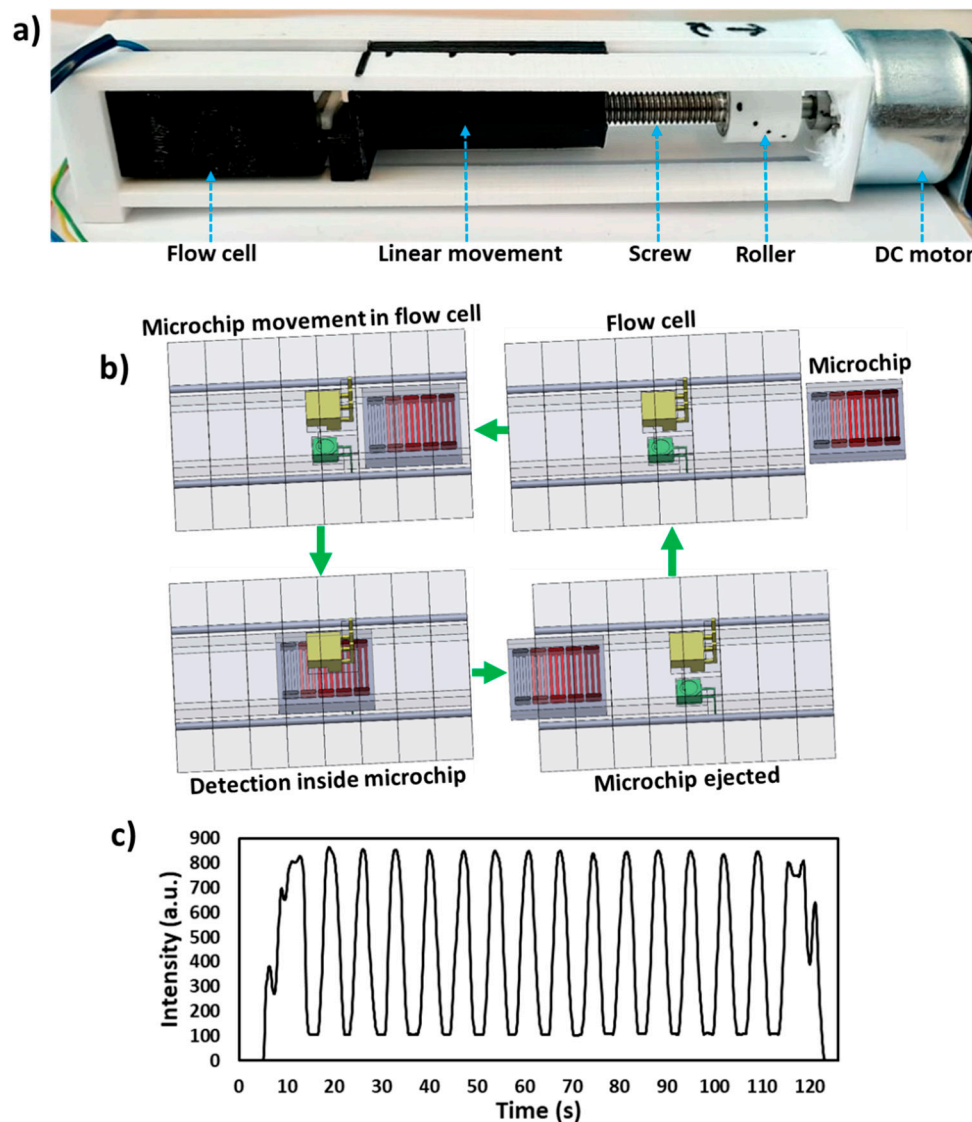 a)
Flow cell
Linear movement
Screw
Roller
DC motor
b)
Microchip movement in flow cell
Flow cell
Microchip
Detection inside microchip
Microchip ejected
c)
Intensity (a.u.)
900
800
700
600
500
400
300
200
100
0
0 10 20 30 40 50 60 70 80 90 100 110 120
Time (s)